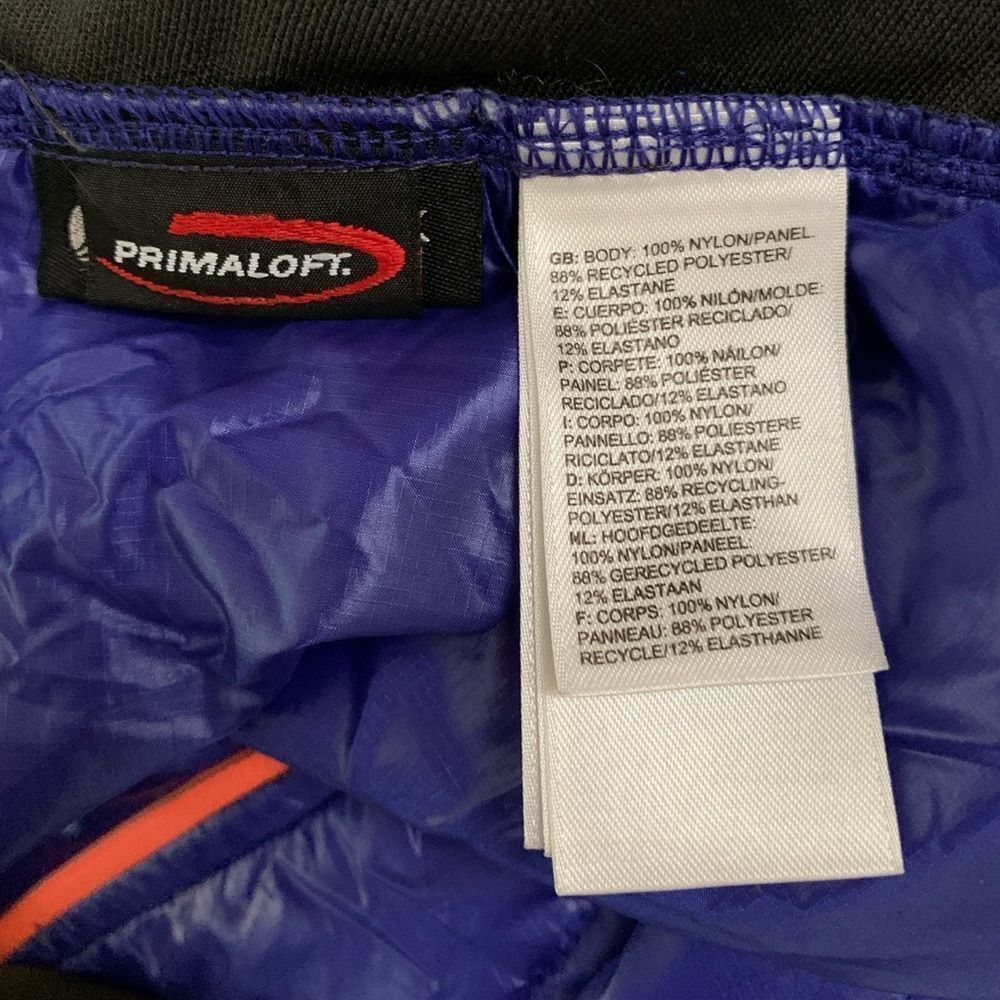 PRIMALOFT.
GB: BODY: 100% NYLON/PANEL.
88% RECYCLED POLYESTER/
12% ELASTANE
E: CUERPO: 100% NILÓN/MOLDE:
88% POLIÉSTER RECICLADO/
12% ELASTANO
P: CORPETE: 100% NÁILON/
PAINEL: 88% POLIÉSTER
RECICLADO/12% ELASTANO
I: CORPO: 100% NYLON/
PANNELLO: 88% POLIESTERE
RICICLATO/12% ELASTANE
D: KÖRPER: 100% NYLON/
EINSATZ: 88% RECYCLING-
POLYESTER/12% ELASTHAN
NL: HOOFDGEDEELTE:
100% NYLON/PANEEL
88% GERECYCLED POLYESTER/
12% ELASTAAN
F: CORPS: 100% NYLON/
PANNEAU: 88% POLYESTER
RECYCLE/12% ELASTHANNE